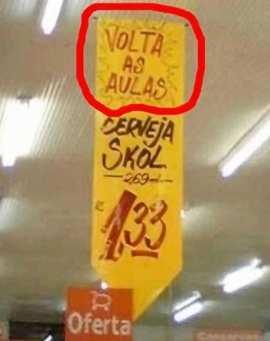 VOLTA
AS
AULAS
CERVEJA
SKOL
269ml
R$
1,33
Oferta